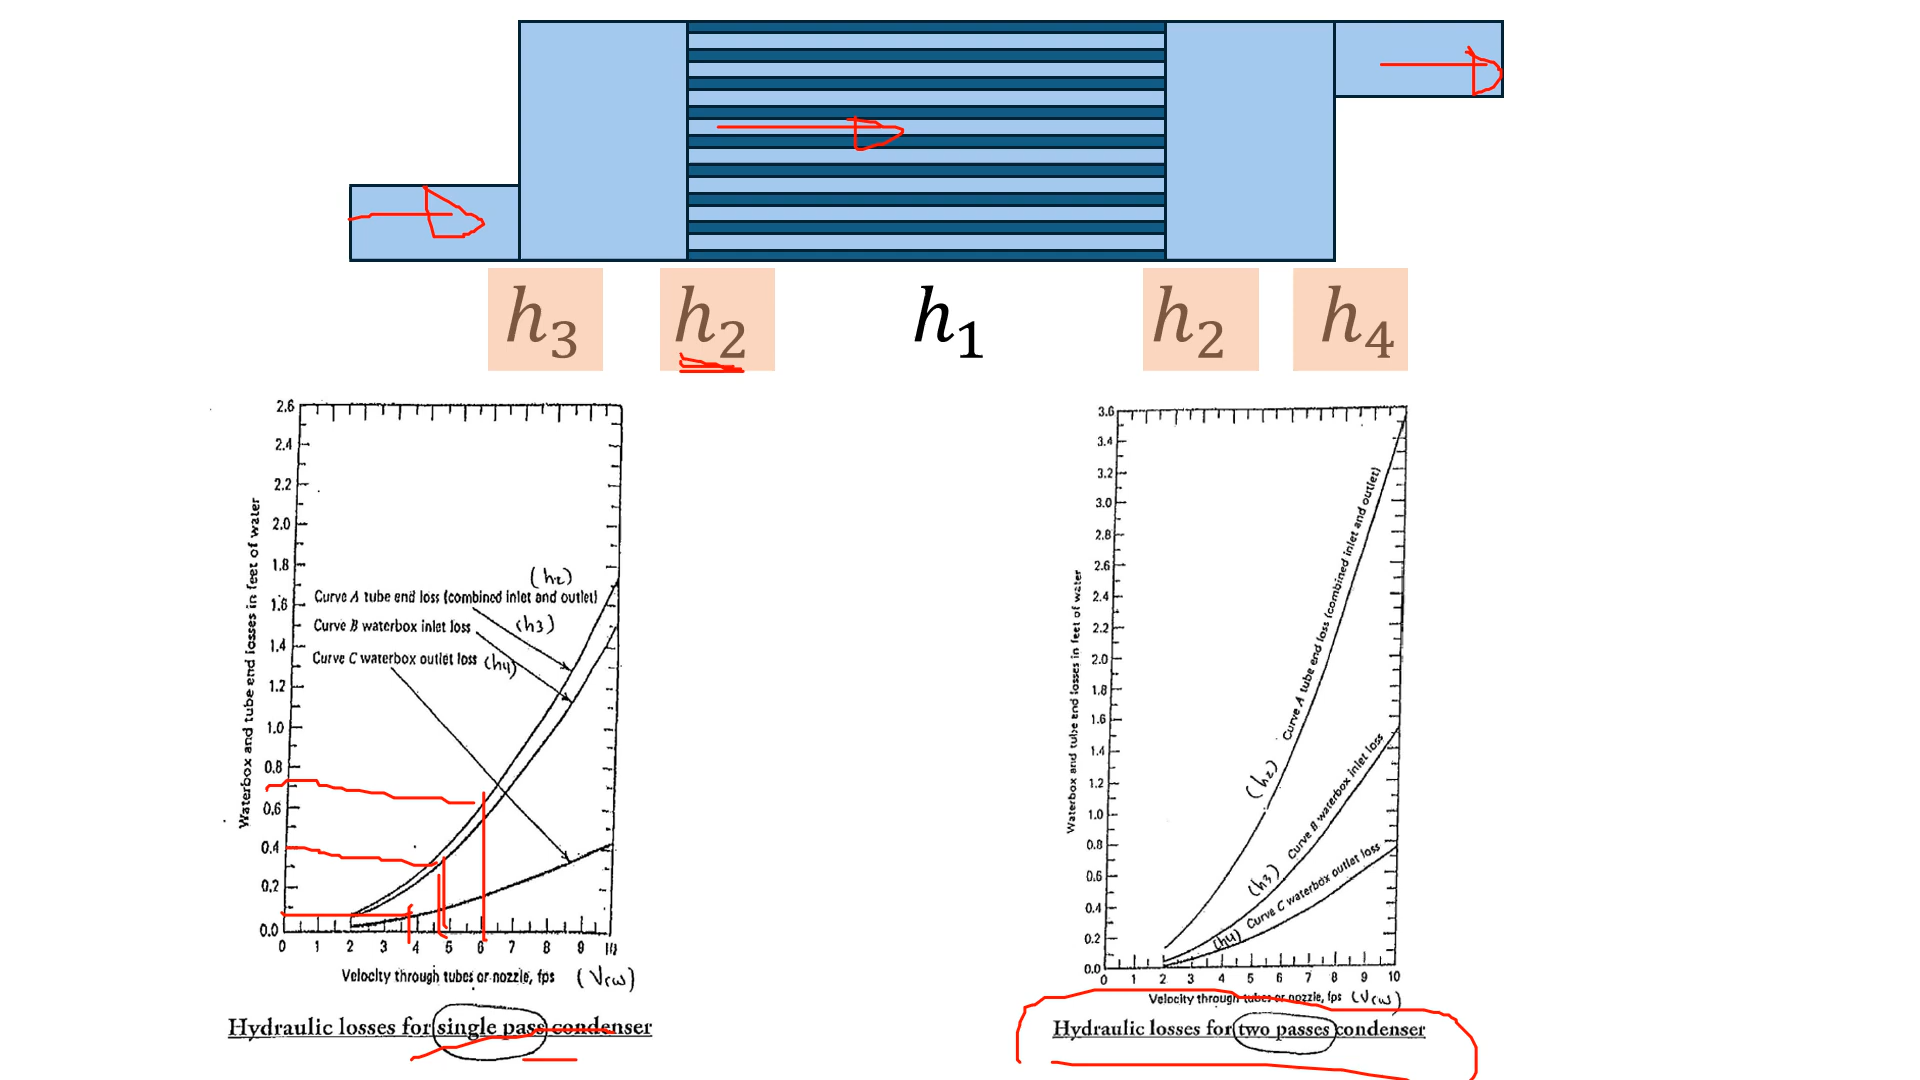 h3 h2 h1 h2 h4
2.6
2.4
2.2
2.0
1.8
1.6
1.4
1.2
1.0
0.8
0.6
0.4
0.2
0.0
Waterbox and tube end losses in feet of water
(h2)
Curve A tube end loss (combined inlet and outlet)
(h3)
Curve B waterbox inlet loss
Curve C waterbox outlet loss (h4)
0 1 2 3 4 5 6 7 8 9 10
Velocity through tubes or nozzle, fps (Vcw)
Hydraulic losses for single pass condenser
3.6
3.4
3.2
3.0
2.8
2.6
2.4
2.2
2.0
1.8
1.6
1.4
1.2
1.0
0.8
0.6
0.4
0.2
0.0
Waterbox and tube end losses in feet of water
Curve A tube end loss (combined inlet and outlet)
(h2)
Curve B waterbox inlet loss
(h3)
Curve C waterbox outlet loss
(h4)
0 1 2 3 4 5 6 7 8 9 10
Velocity through tubes or nozzle, fps (Vcw)
Hydraulic losses for two passes condenser